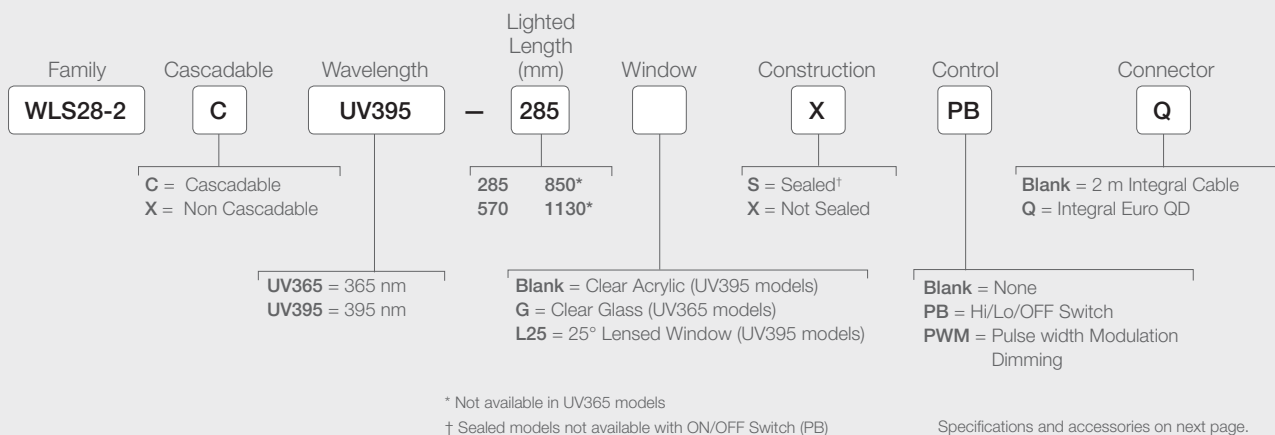 Family Cascadable Wavelength Lighted
Length
(mm) Window Construction Control Connector
WLS28-2 C UV395 – 285 X PB Q
C = Cascadable
X = Non Cascadable
285 850*
570 1130*
S = Sealed†
X = Not Sealed
Blank = 2 m Integral Cable
Q = Integral Euro QD
UV365 = 365 nm
UV395 = 395 nm
Blank = Clear Acrylic (UV395 models)
G = Clear Glass (UV365 models)
L25 = 25° Lensed Window (UV395 models)
Blank = None
PB = Hi/Lo/OFF Switch
PWM = Pulse width Modulation
Dimming
* Not available in UV365 models
† Sealed models not available with ON/OFF Switch (PB)
Specifications and accessories on next page.